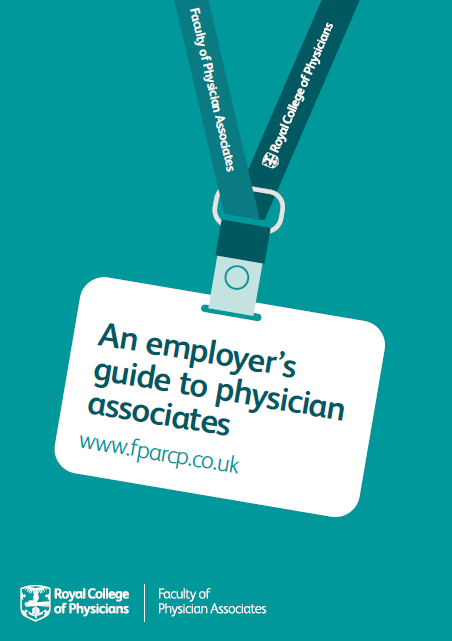 Faculty of Physician Associates
Royal College of Physicians
An employer's
guide to physician
associates
www.fparcp.co.uk
Royal College
of Physicians
Faculty of
Physician Associates